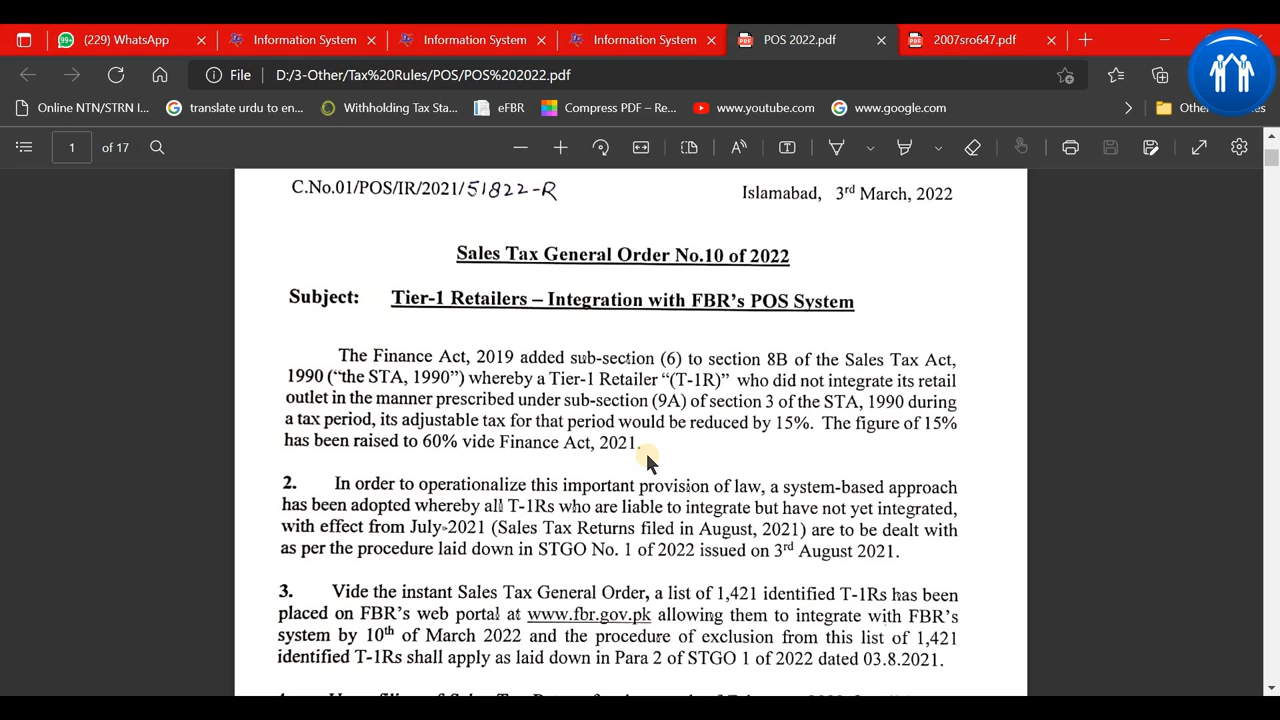 (229) WhatsApp
Information System
Information System
Information System
POS 2022.pdf
2007sro647.pdf
File
D:/3-Other/Tax%20Rules/POS/POS%202022.pdf
Online NTN/STRN I...
translate urdu to en...
Withholding Tax Sta...
eFBR
Compress PDF – Re...
www.youtube.com
www.google.com
1 of 17
C.No.01/POS/IR/2021/51822-R
Islamabad, 3rd March, 2022
Sales Tax General Order No.10 of 2022
Subject: Tier-1 Retailers – Integration with FBR's POS System
The Finance Act, 2019 added sub-section (6) to section 8B of the Sales Tax Act,
1990 ("the STA, 1990") whereby a Tier-1 Retailer "(T-1R)" who did not integrate its retail
outlet in the manner prescribed under sub-section (9A) of section 3 of the STA, 1990 during
a tax period, its adjustable tax for that period would be reduced by 15%. The figure of 15%
has been raised to 60% vide Finance Act, 2021.
2. In order to operationalize this important provision of law, a system-based approach
has been adopted whereby all T-1Rs who are liable to integrate but have not yet integrated,
with effect from July-2021 (Sales Tax Returns filed in August, 2021) are to be dealt with
as per the procedure laid down in STGO No. 1 of 2022 issued on 3rd August 2021.
3. Vide the instant Sales Tax General Order, a list of 1,421 identified T-1Rs has been
placed on FBR's web portal at www.fbr.gov.pk allowing them to integrate with FBR's
system by 10th of March 2022 and the procedure of exclusion from this list of 1,421
identified T-1Rs shall apply as laid down in Para 2 of STGO 1 of 2022 dated 03.8.2021.